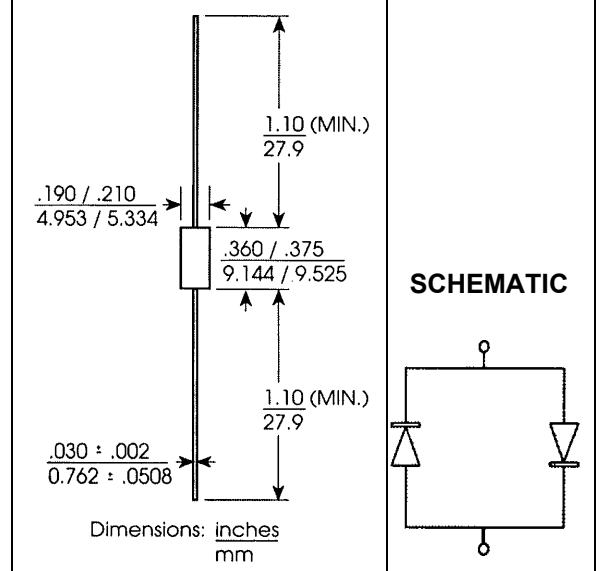 1.10 (MIN.)
27.9
.190 / .210
4.953 / 5.334
.360 / .375
9.144 / 9.525
SCHEMATIC
1.10 (MIN.)
27.9
.030 ± .002
0.762 ± .0508
Dimensions: inches
mm